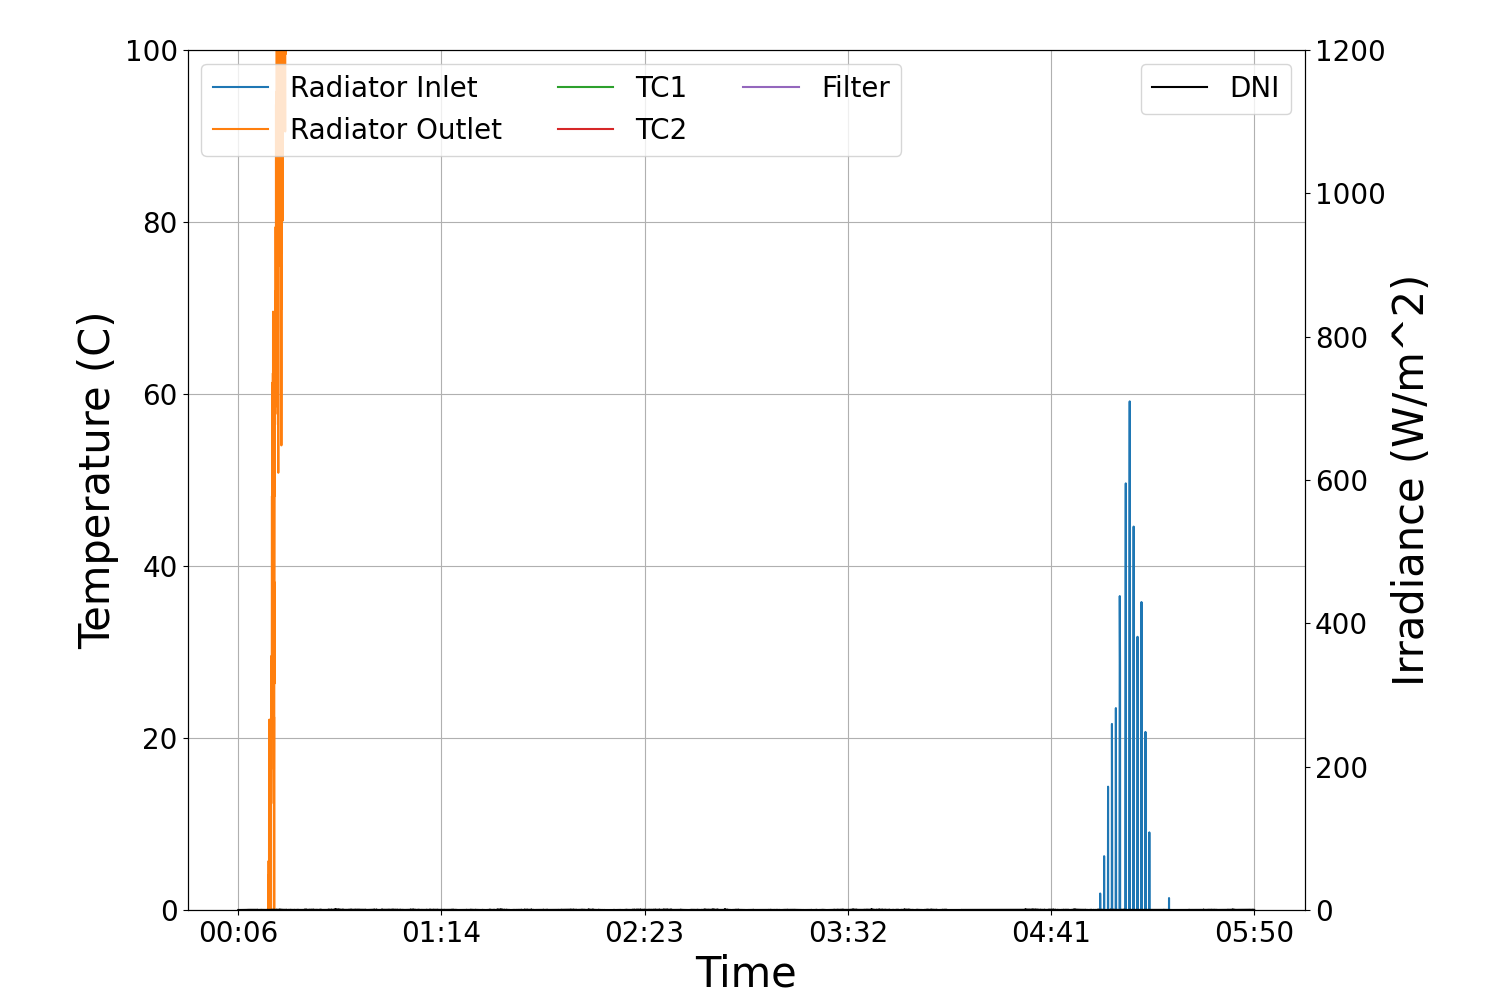 100
80
60
40
20
0
Temperature (C)
Radiator Inlet
Radiator Outlet
TC1
TC2
Filter
DNI
1200
1000
800
600
400
200
0
Irradiance (W/m^2)
00:06 01:14 02:23 03:32 04:41 05:50
Time